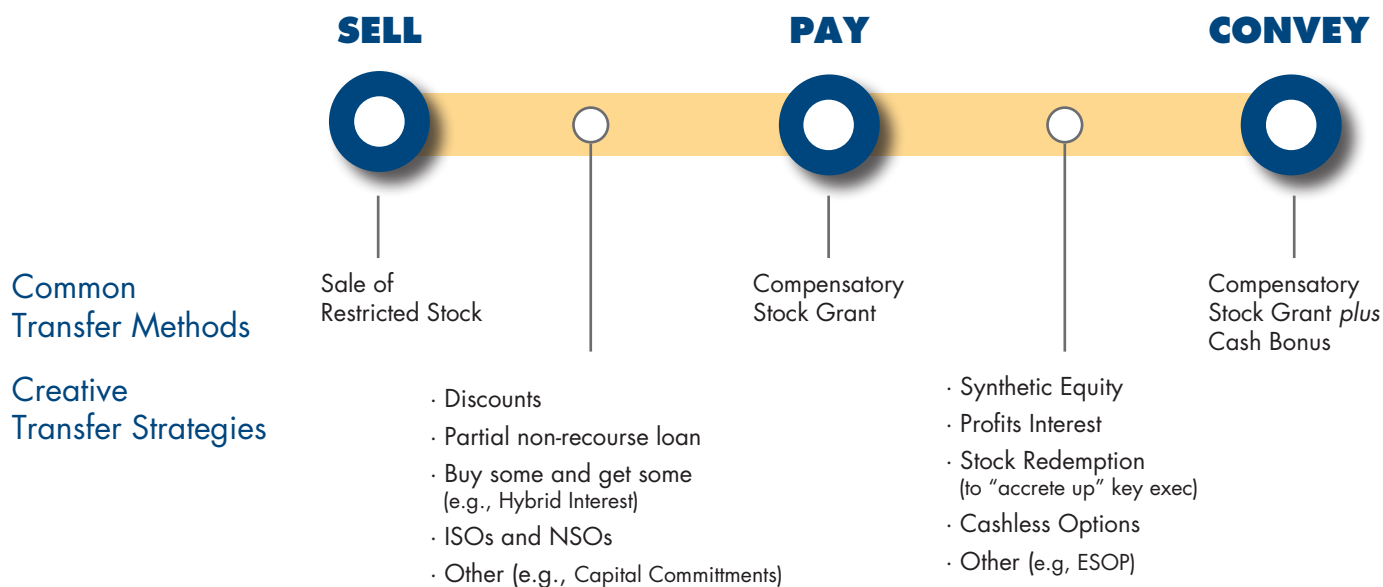 SELL
PAY
CONVEY
Common
Transfer Methods
Sale of
Restricted Stock
Compensatory
Stock Grant
Compensatory
Stock Grant plus
Cash Bonus
Creative
Transfer Strategies
· Discounts
· Partial non-recourse loan
· Buy some and get some
(e.g., Hybrid Interest)
· ISOs and NSOs
· Other (e.g., Capital Committments)
· Synthetic Equity
· Profits Interest
· Stock Redemption
(to “accrete up” key exec)
· Cashless Options
· Other (e.g, ESOP)